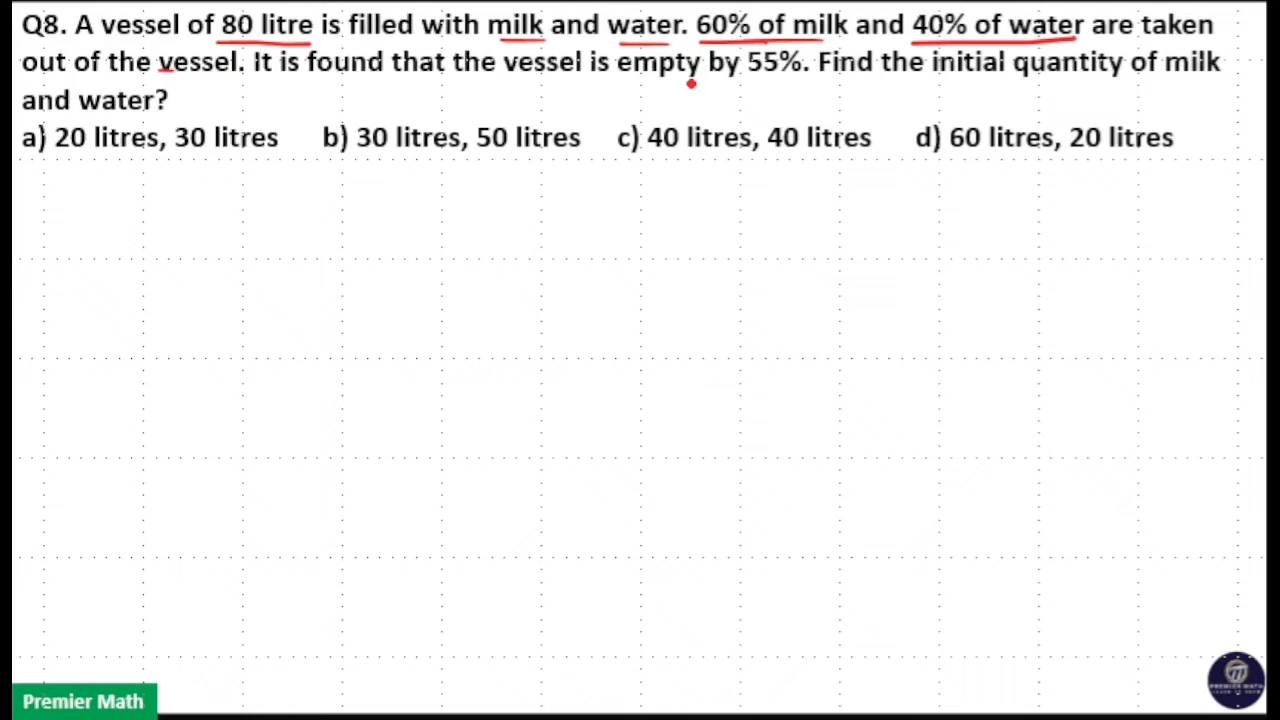 Q8. A vessel of 80 litre is filled with milk and water. 60% of milk and 40% of water are taken
out of the vessel. It is found that the vessel is empty by 55%. Find the initial quantity of milk
and water?
a) 20 litres, 30 litres b) 30 litres, 50 litres c) 40 litres, 40 litres d) 60 litres, 20 litres
PREMIER MATH
Premier Math